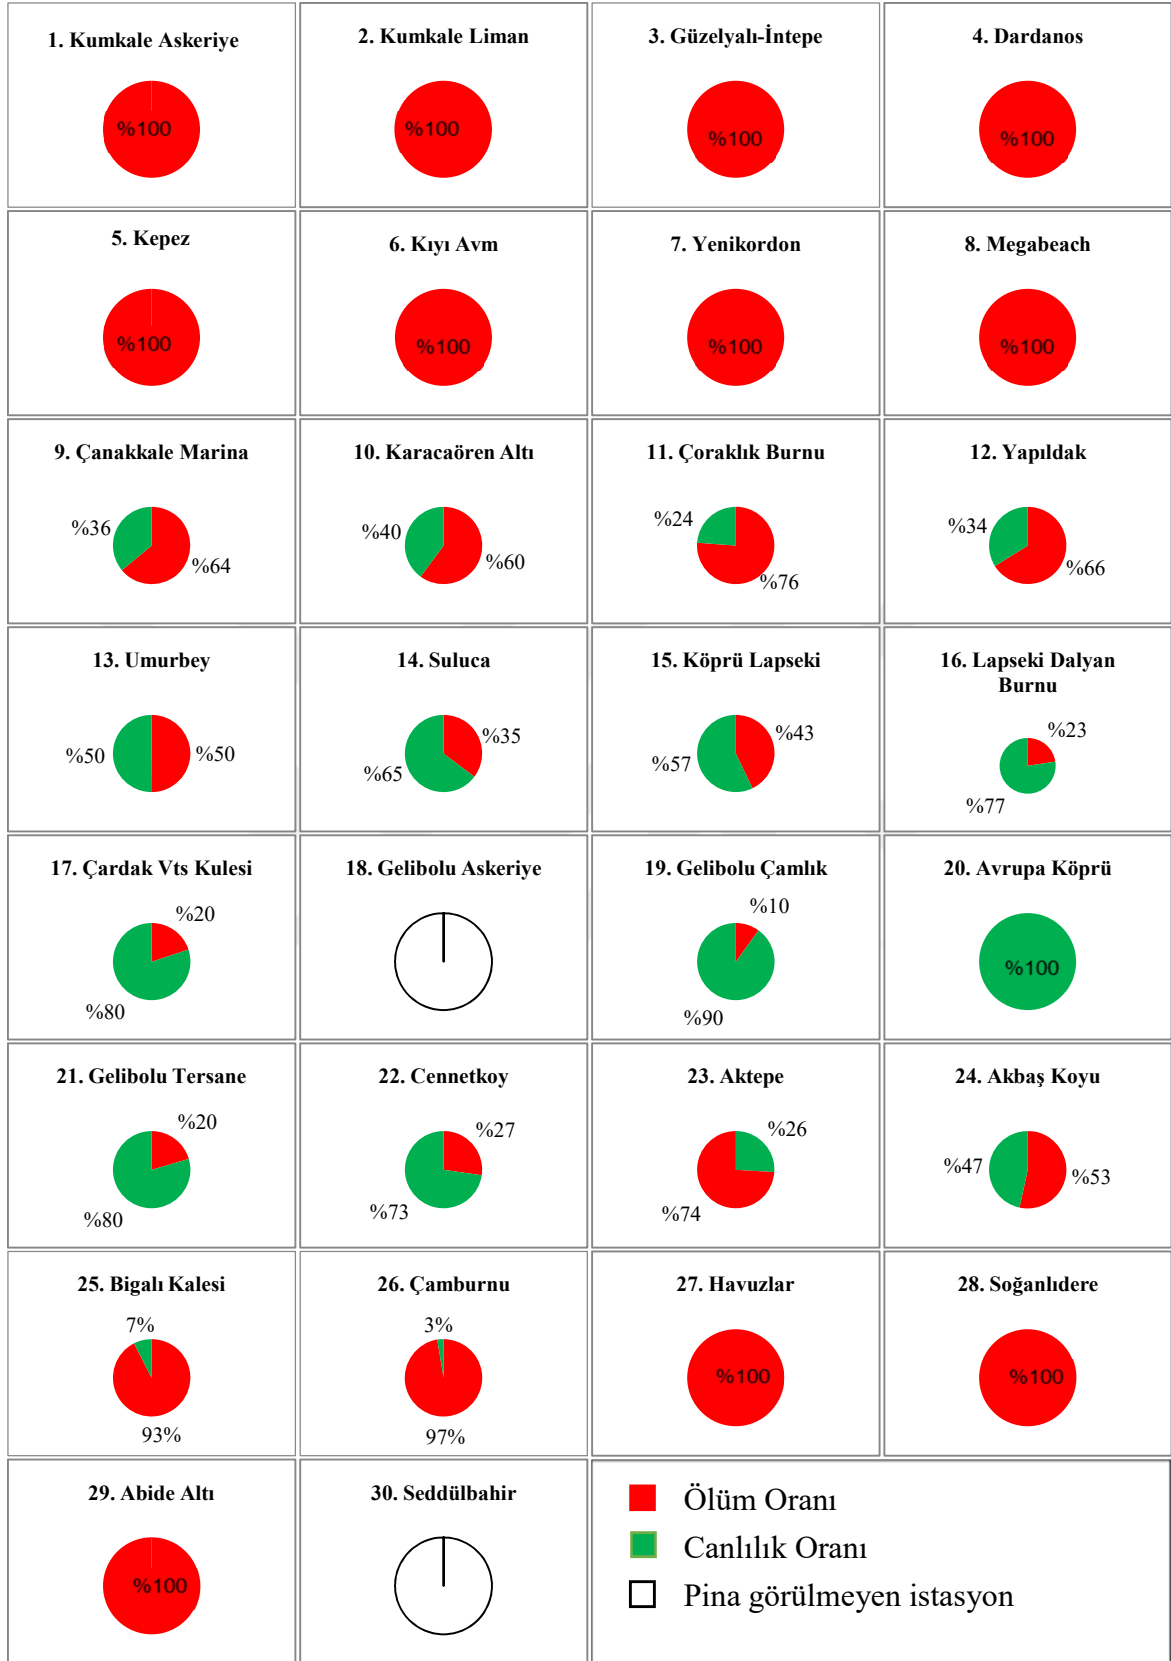 1. Kumkale Askeriye
%100
2. Kumkale Liman
%100
3. Güzelyalı-İntepe
%100
4. Dardanos
%100
5. Kepez
%100
6. Kıyı Avm
%100
7. Yenikordon
%100
8. Megabeach
%100
9. Çanakkale Marina
%36
%64
10. Karacaören Altı
%40
%60
11. Çoraklık Burnu
%24
%76
12. Yapıldak
%34
%66
13. Umurbey
%50
%50
14. Suluca
%35
%65
15. Köprü Lapseki
%43
%57
16. Lapseki Dalyan
Burnu
%23
%77
17. Çardak Vts Kulesi
%20
%80
18. Gelibolu Askeriye
19. Gelibolu Çamlık
%10
%90
20. Avrupa Köprü
%100
21. Gelibolu Tersane
%20
%80
22. Cennetkoy
%27
%73
23. Aktepe
%26
%74
24. Akbaş Koyu
%47
%53
25. Bigalı Kalesi
7%
93%
26. Çamburnu
3%
97%
27. Havuzlar
%100
28. Soğanlıdere
%100
29. Abide Altı
%100
30. Seddülbahir
Ölüm Oranı
Canlılık Oranı
Pina görülmeyen istasyon